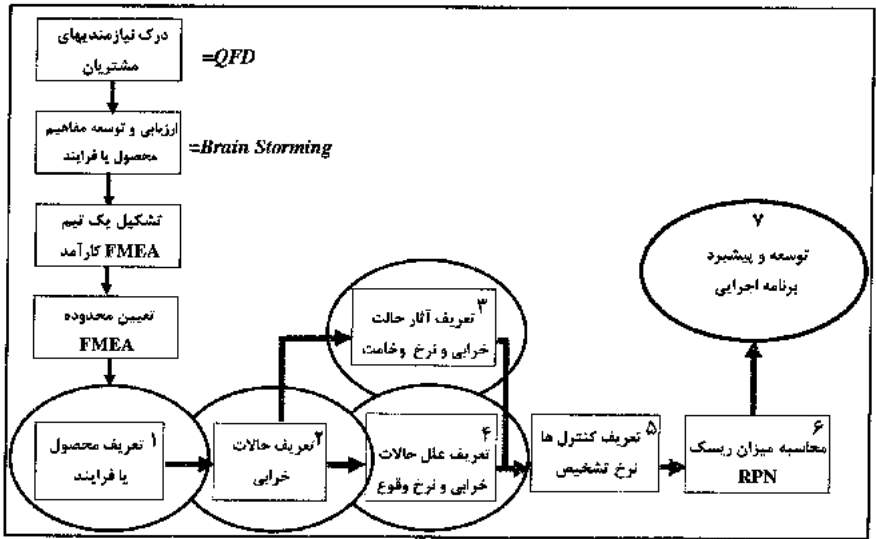 درک نیازمندیهای
مشتریان
=QFD
ارزیابی و توسعه مفاهیم
محصول یا فرایند
=Brain Storming
تشکیل یک تیم
FMEA کارآمد
تعیین محدوده
FMEA
۱ تعریف محصول
یا فرایند
۲ تعریف حالات
خرابی
۳ تعریف آثار حالت
خرابی و نرخ وخامت
۴
تعریف علل حالات
خرابی و نرخ وقوع
۵
تعریف کنترل ها
نرخ تشخیص
۶
محاسبه میزان ریسک
RPN
۷
توسعه و پیشبرد
برنامه اجرایی